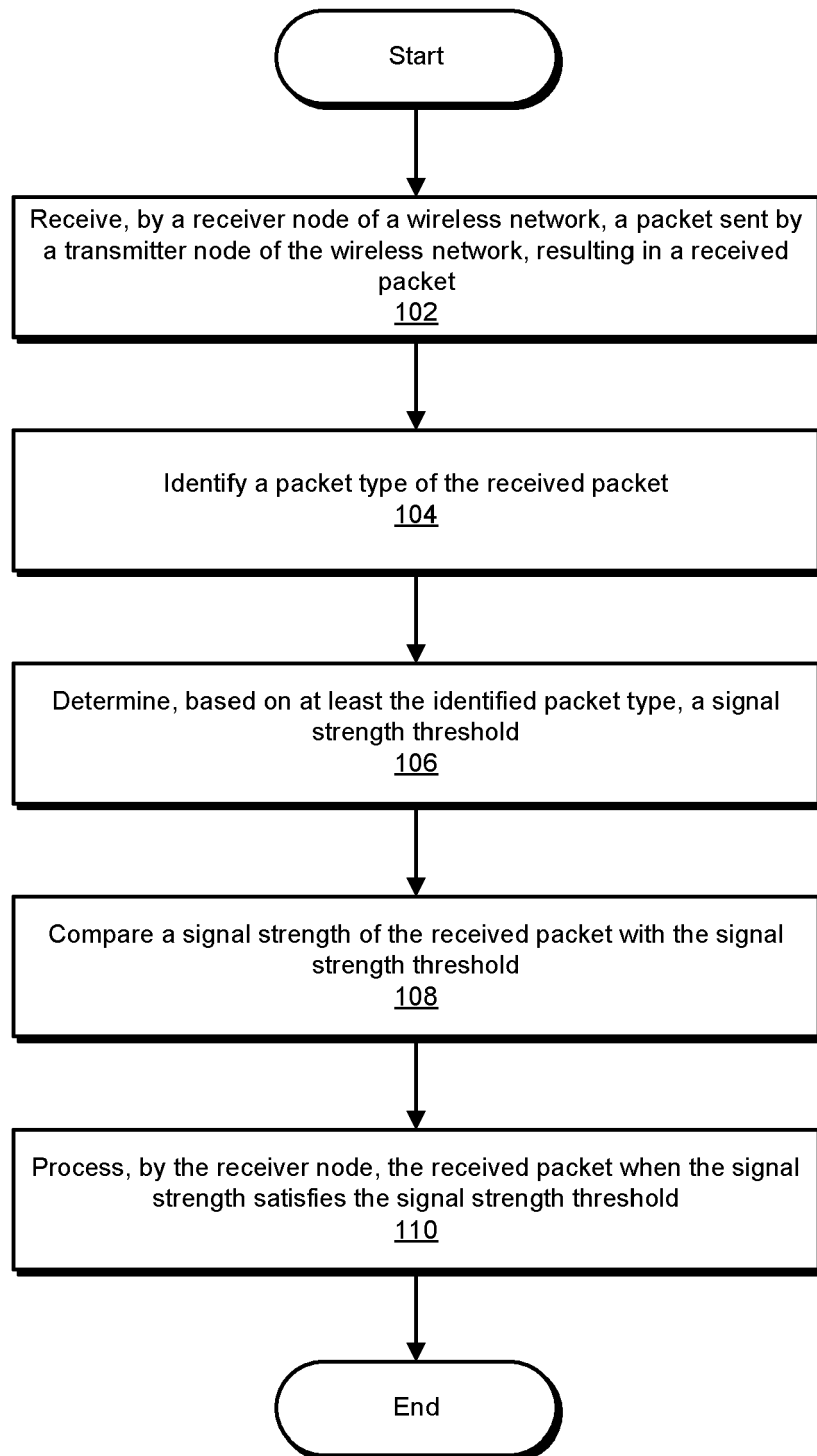 Start
Receive, by a receiver node of a wireless network, a packet sent by
a transmitter node of the wireless network, resulting in a received
packet
102
Identify a packet type of the received packet
104
Determine, based on at least the identified packet type, a signal
strength threshold
106
Compare a signal strength of the received packet with the signal
strength threshold
108
Process, by the receiver node, the received packet when the signal
strength satisfies the signal strength threshold
110
End